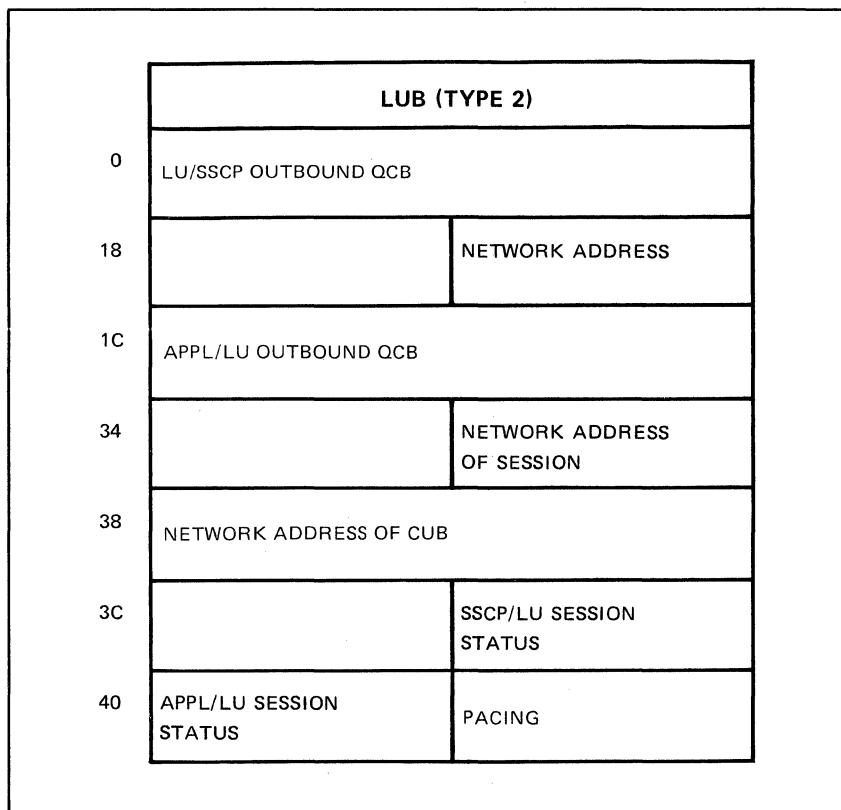 LUB (TYPE 2)
0
LU/SSCP OUTBOUND QCB
18
NETWORK ADDRESS
1C
APPL/LU OUTBOUND QCB
34
NETWORK ADDRESS
OF SESSION
38
NETWORK ADDRESS OF CUB
3C
SSCP/LU SESSION
STATUS
40
APPL/LU SESSION
STATUS
PACING